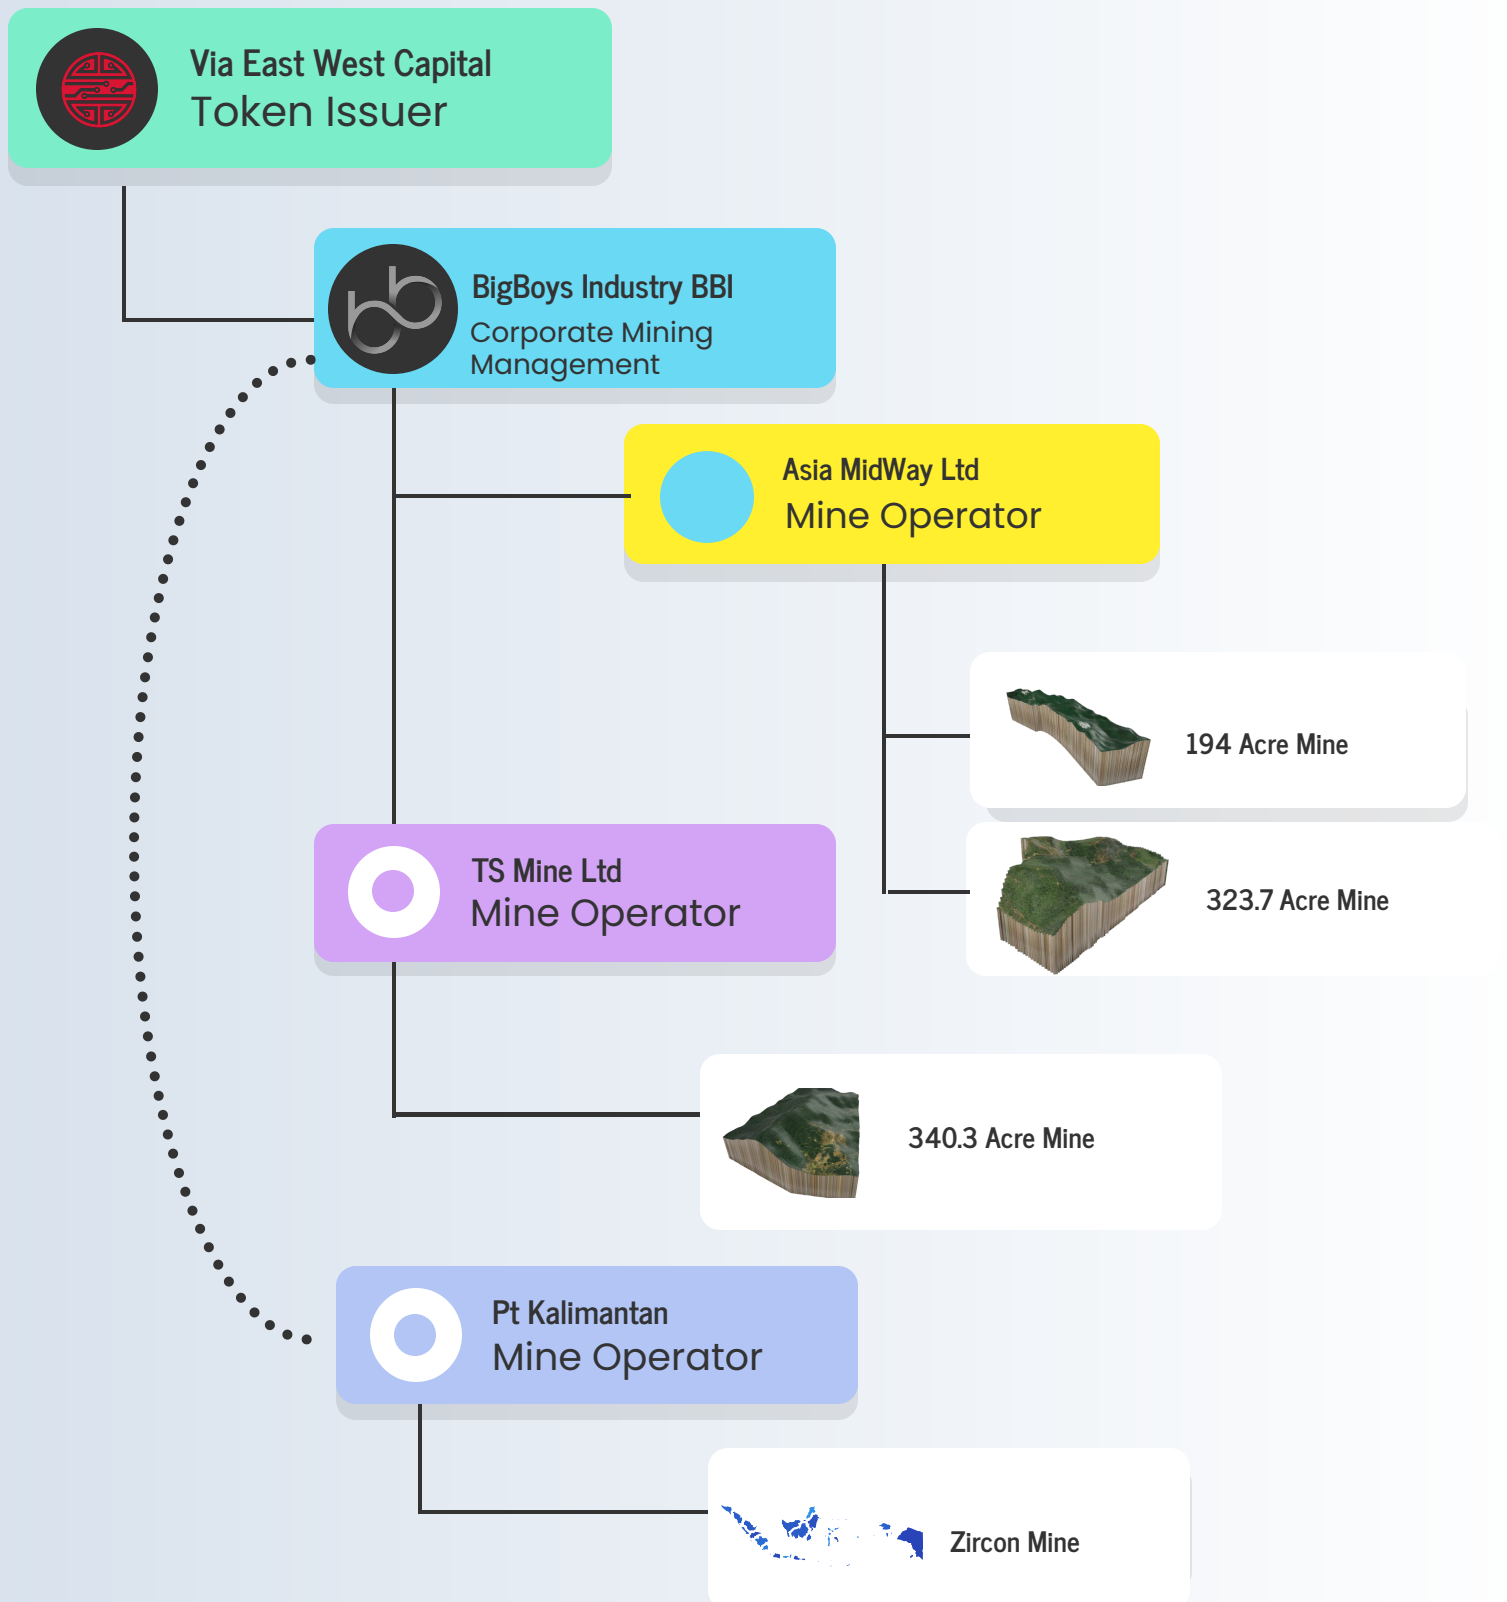 Via East West Capital
Token Issuer
BigBoys Industry BBI
Corporate Mining
Management
Asia MidWay Ltd
Mine Operator
194 Acre Mine
323.7 Acre Mine
TS Mine Ltd
Mine Operator
340.3 Acre Mine
Pt Kalimantan
Mine Operator
Zircon Mine